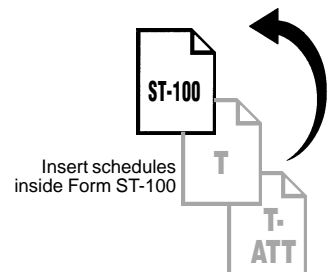 ST-100
T
Insert schedules
inside Form ST-100
T-
ATT